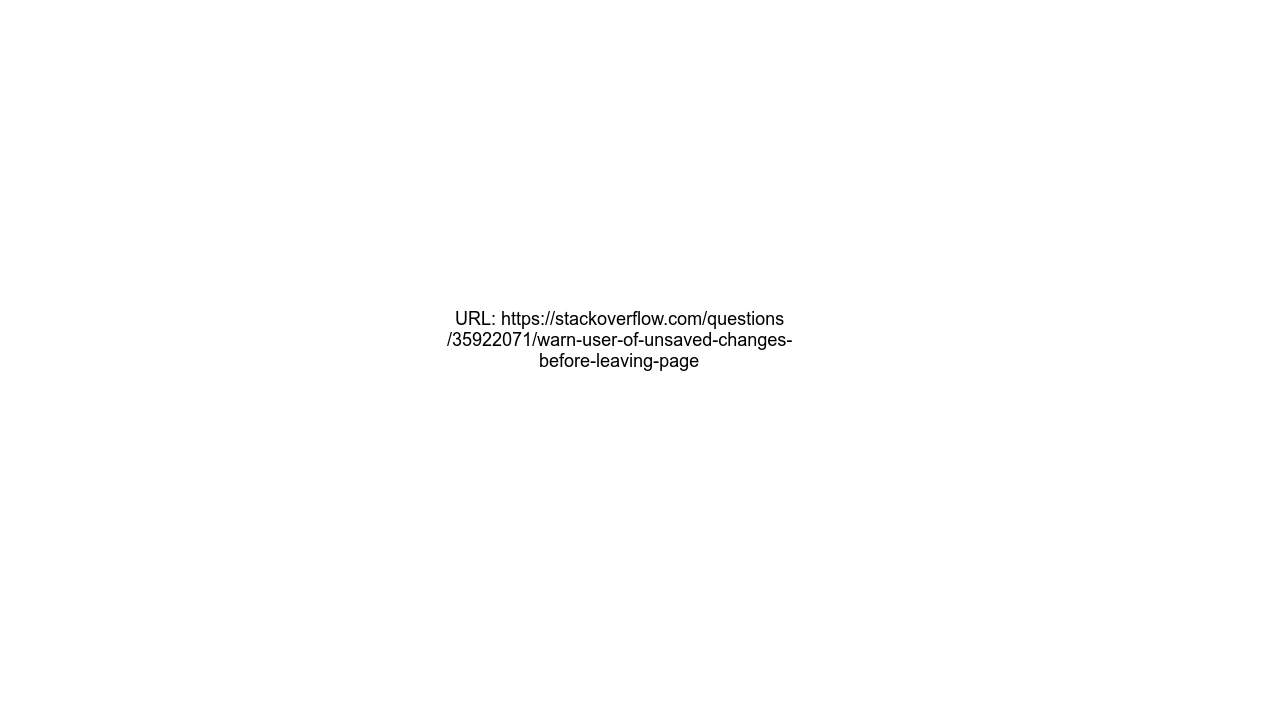 URL: https://stackoverflow.com/questions
/35922071/warn-user-of-unsaved-changes-
before-leaving-page